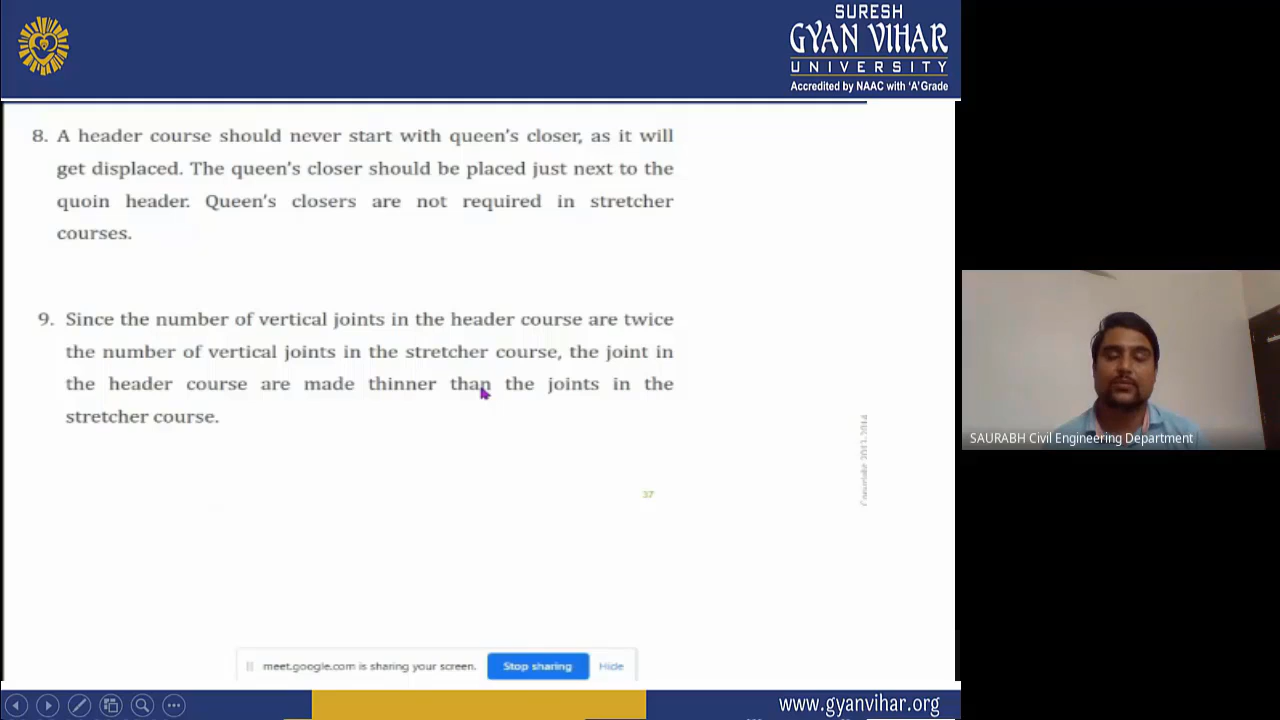 SURESH
GYAN VIHAR
UNIVERSITY
Accredited by NAAC with 'A' Grade
8. A header course should never start with queen's closer, as it will
get displaced. The queen's closer should be placed just next to the
quoin header. Queen's closers are not required in stretcher
courses.
9. Since the number of vertical joints in the header course are twice
the number of vertical joints in the stretcher course, the joint in
the header course are made thinner than the joints in the
stretcher course.
37
SAURABH Civil Engineering Department
meet.google.com is sharing your screen. Stop sharing Hide
www.gyanvihar.org